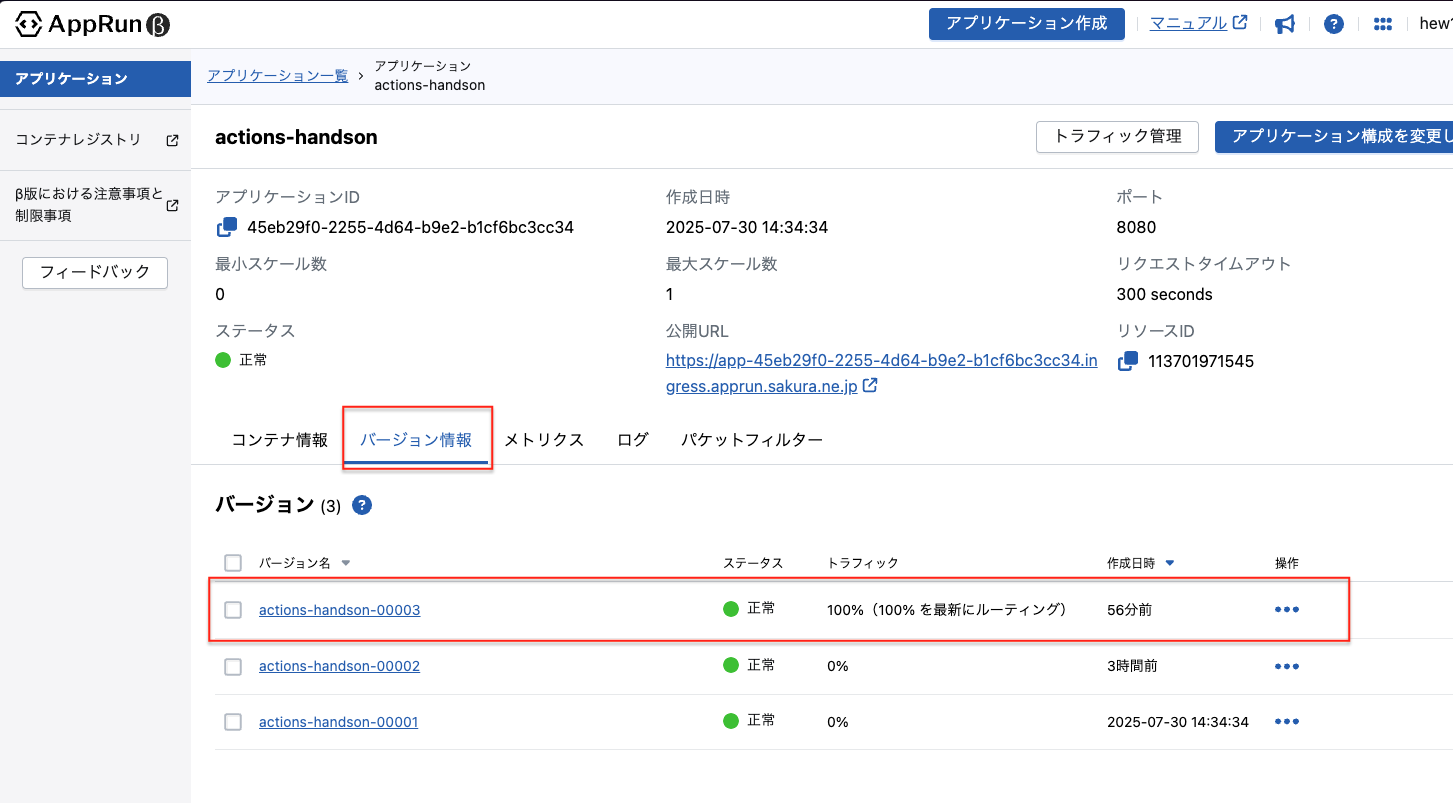 AppRun β
アプリケーション作成
マニュアル
hew
アプリケーション
コンテナレジストリ
β版における注意事項と
制限事項
フィードバック
アプリケーション一覧 › アプリケーション
actions-handson
actions-handson
トラフィック管理
アプリケーション構成を変更し
アプリケーションID
45eb29f0-2255-4d64-b9e2-b1cf6bc3cc34
作成日時
2025-07-30 14:34:34
ポート
8080
最小スケール数
0
最大スケール数
1
リクエストタイムアウト
300 seconds
ステータス
正常
公開URL
https://app-45eb29f0-2255-4d64-b9e2-b1cf6bc3cc34.in
gress.apprun.sakura.ne.jp
リソースID
113701971545
コンテナ情報 バージョン情報 メトリクス ログ パケットフィルター
バージョン (3)
バージョン名 ステータス トラフィック 作成日時 操作
actions-handson-00003 正常 100%（100% を最新にルーティング） 56分前
actions-handson-00002 正常 0% 3時間前
actions-handson-00001 正常 0% 2025-07-30 14:34:34